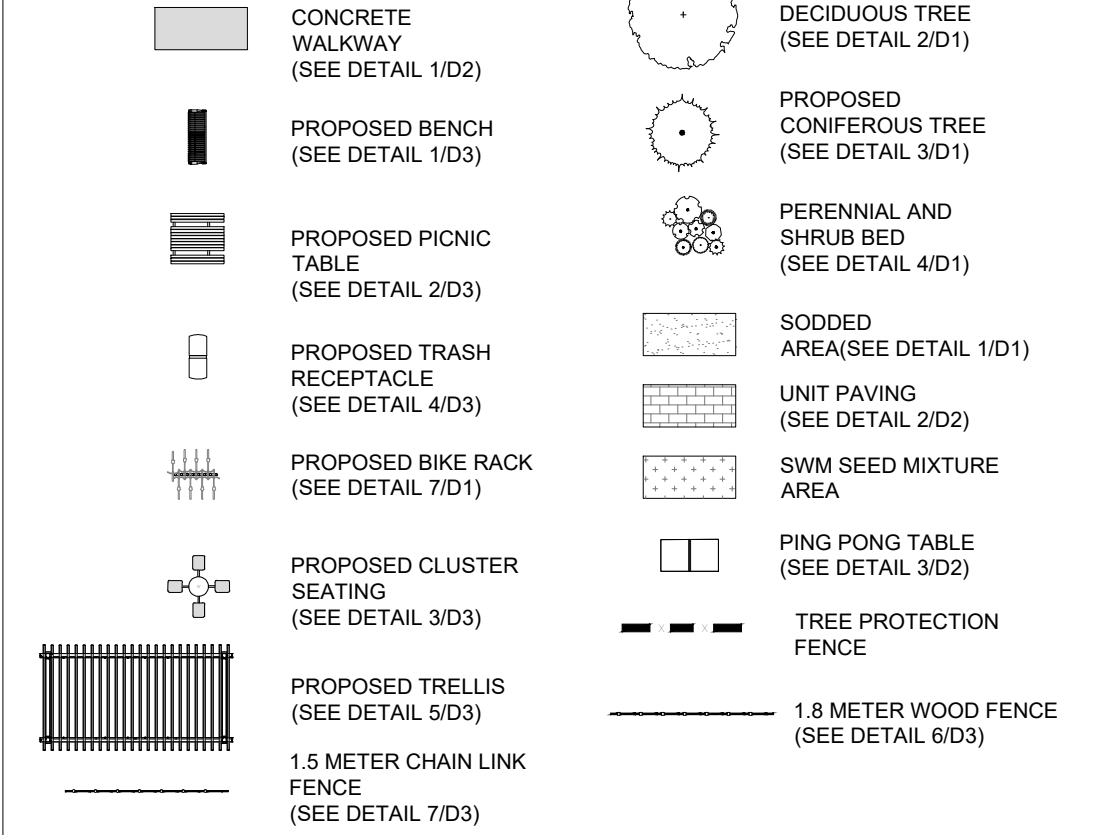 CONCRETE
WALKWAY
(SEE DETAIL 1/D2)
PROPOSED BENCH
(SEE DETAIL 1/D3)
PROPOSED PICNIC
TABLE
(SEE DETAIL 2/D3)
PROPOSED TRASH
RECEPTACLE
(SEE DETAIL 4/D3)
PROPOSED BIKE RACK
(SEE DETAIL 7/D1)
PROPOSED CLUSTER
SEATING
(SEE DETAIL 3/D3)
PROPOSED TRELLIS
(SEE DETAIL 5/D3)
1.5 METER CHAIN LINK
FENCE
(SEE DETAIL 7/D3)
DECIDUOUS TREE
(SEE DETAIL 2/D1)
PROPOSED
CONIFEROUS TREE
(SEE DETAIL 3/D1)
PERENNIAL AND
SHRUB BED
(SEE DETAIL 4/D1)
SODDED
AREA(SEE DETAIL 1/D1)
UNIT PAVING
(SEE DETAIL 2/D2)
SWM SEED MIXTURE
AREA
PING PONG TABLE
(SEE DETAIL 3/D2)
TREE PROTECTION
FENCE
1.8 METER WOOD FENCE
(SEE DETAIL 6/D3)